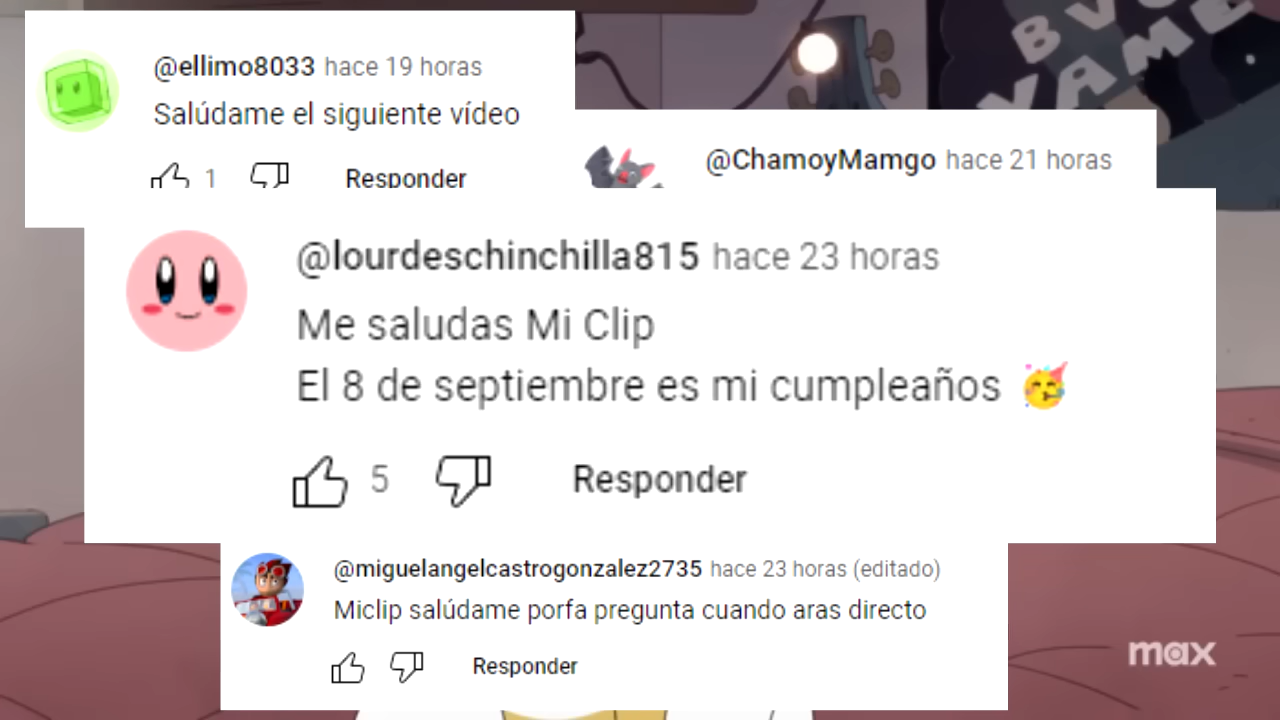 @ellimo8033 hace 19 horas
Salúdame el siguiente vídeo
1 Responder
@ChamoyMamgo hace 21 horas
@lourdeschinchilla815 hace 23 horas
Me saludas Mi Clip
El 8 de septiembre es mi cumpleaños 🥳
5 Responder
@miguelangelcastrogonzalez2735 hace 23 horas (editado)
Miclip salúdame porfa pregunta cuando aras directo
Responder
max